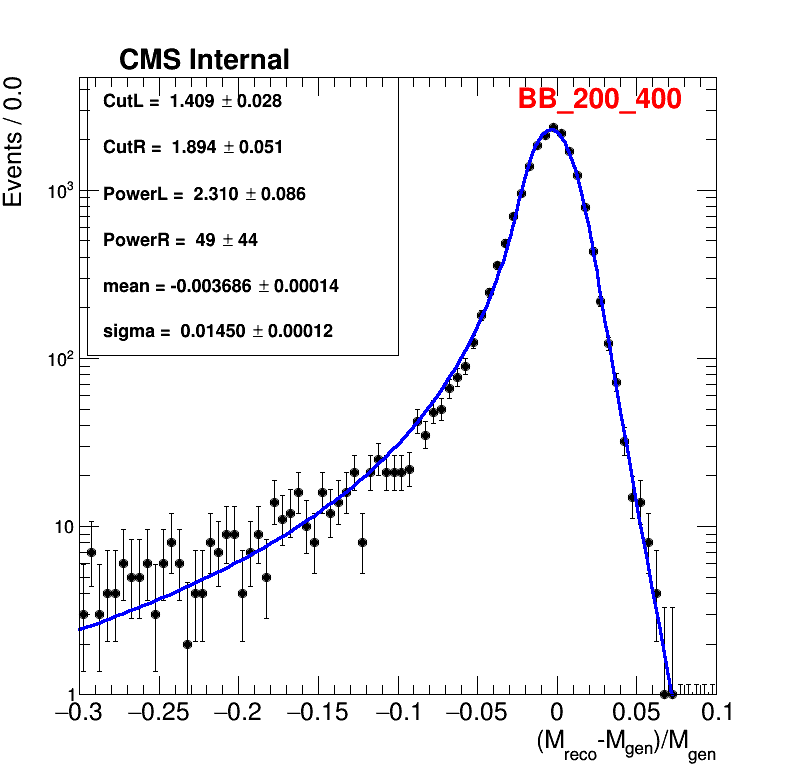 CMS Internal
Events / 0.0
BB_200_400
CutL = 1.409 ± 0.028
CutR = 1.894 ± 0.051
PowerL = 2.310 ± 0.086
PowerR = 49 ± 44
mean = -0.003686 ± 0.00014
sigma = 0.01450 ± 0.00012
10³
10²
10
1
−0.3 −0.25 −0.2 −0.15 −0.1 −0.05 0 0.05 0.1
(M_reco-M_gen)/M_gen